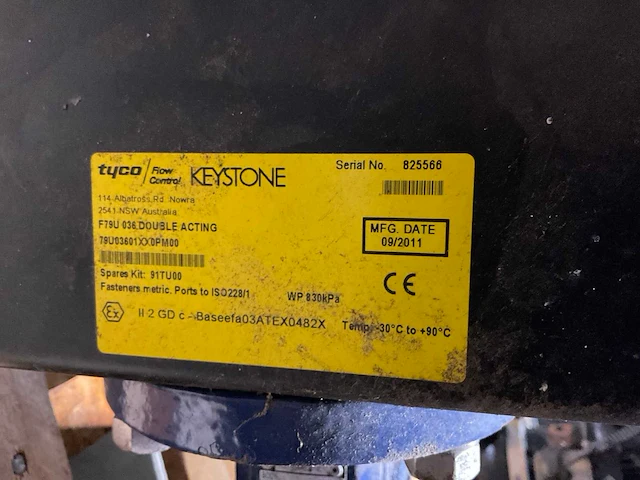 tyco / Flow Control KEYSTONE
Serial No. 825566
114 Albatross Rd. Nowra
2541 NSW Australia
F79U 036 DOUBLE ACTING
79U03601XX0PM00
MFG. DATE
09/2011
Spares Kit: 91TU00
Fasteners metric. Ports to ISO228/1
WP 830kPa
CE
Ex II 2 GD c - Baseefa03ATEX0482X
Temp. -30°C to +90°C